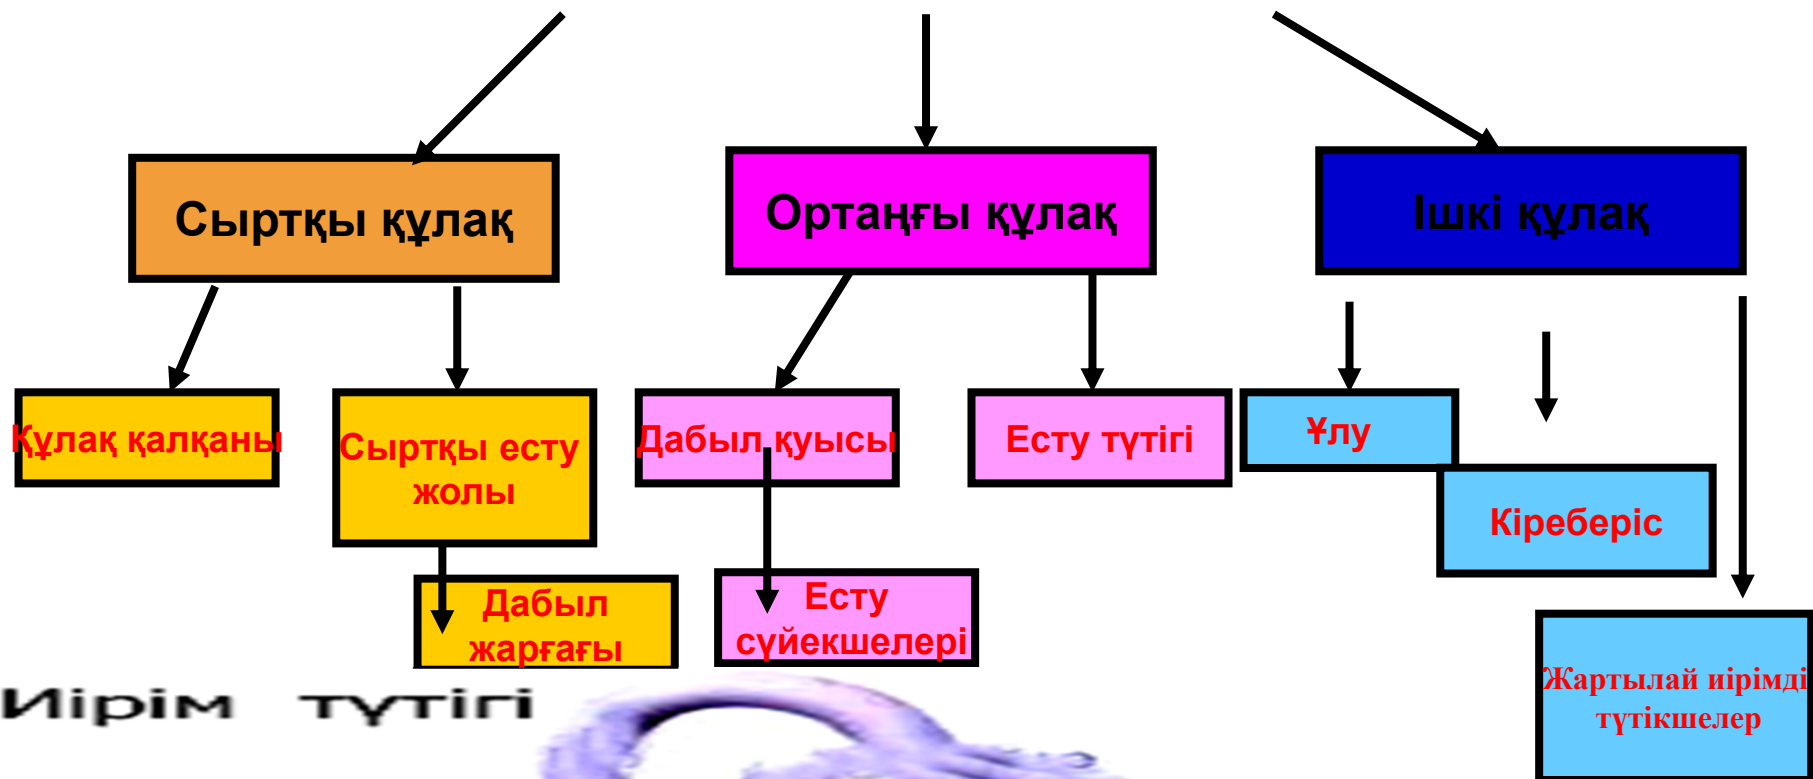 Сыртқы құлақ
Ортаңғы құлақ
Ішкі құлақ
Құлақ қалқаны
Сыртқы есту
жолы
Дабыл қуысы
Есту түтігі
Ұлу
Кіреберіс
Дабыл
жарғағы
Есту
сүйекшелері
Жартылай иірімді
түтікшелер
Иірім түтігі